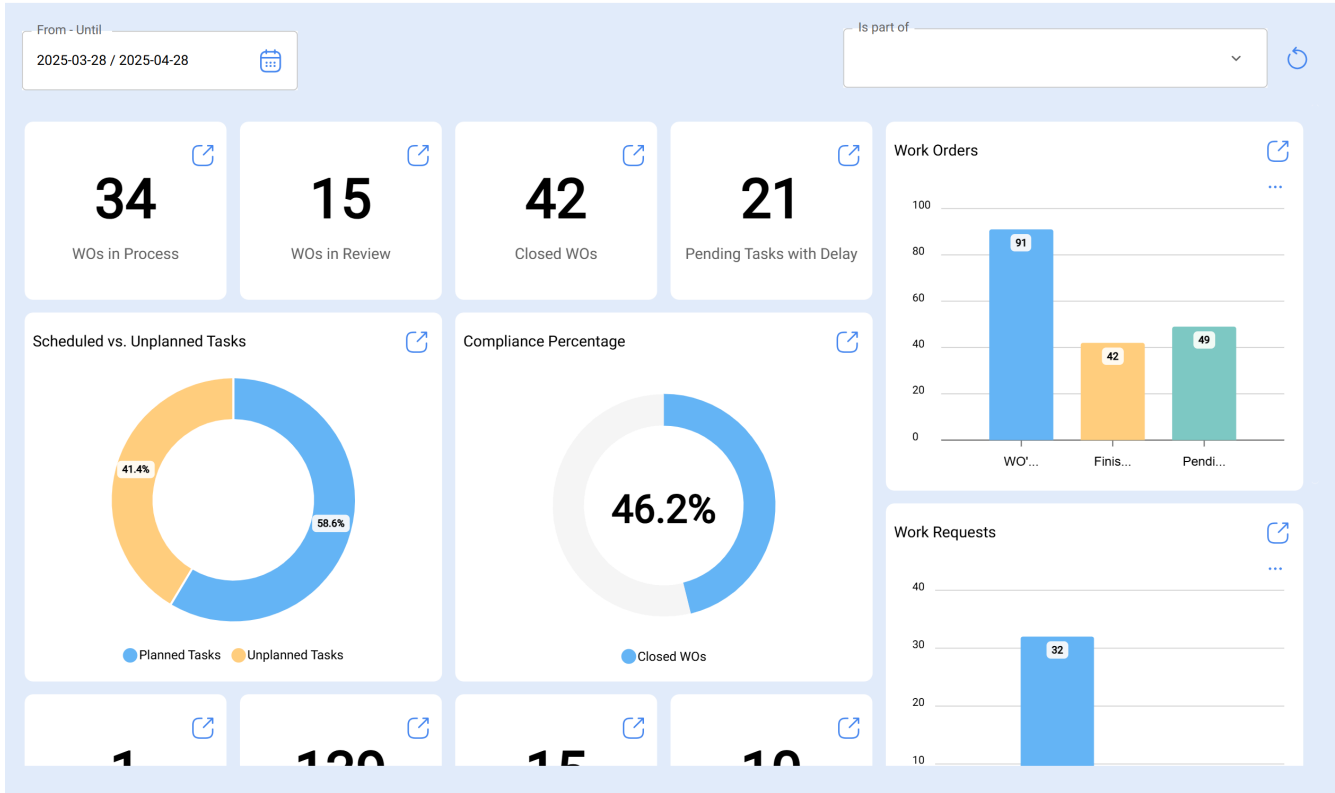 From - Until
2025-03-28 / 2025-04-28
Is part of
34
WOs in Process
15
WOs in Review
42
Closed WOs
21
Pending Tasks with Delay
Work Orders
100
80
60
40
20
0
91
42
49
WO'...
Finis...
Pendi...
Scheduled vs. Unplanned Tasks
41.4%
58.6%
Planned Tasks
Unplanned Tasks
Compliance Percentage
46.2%
Closed WOs
Work Requests
40
30
20
10
32
1
15